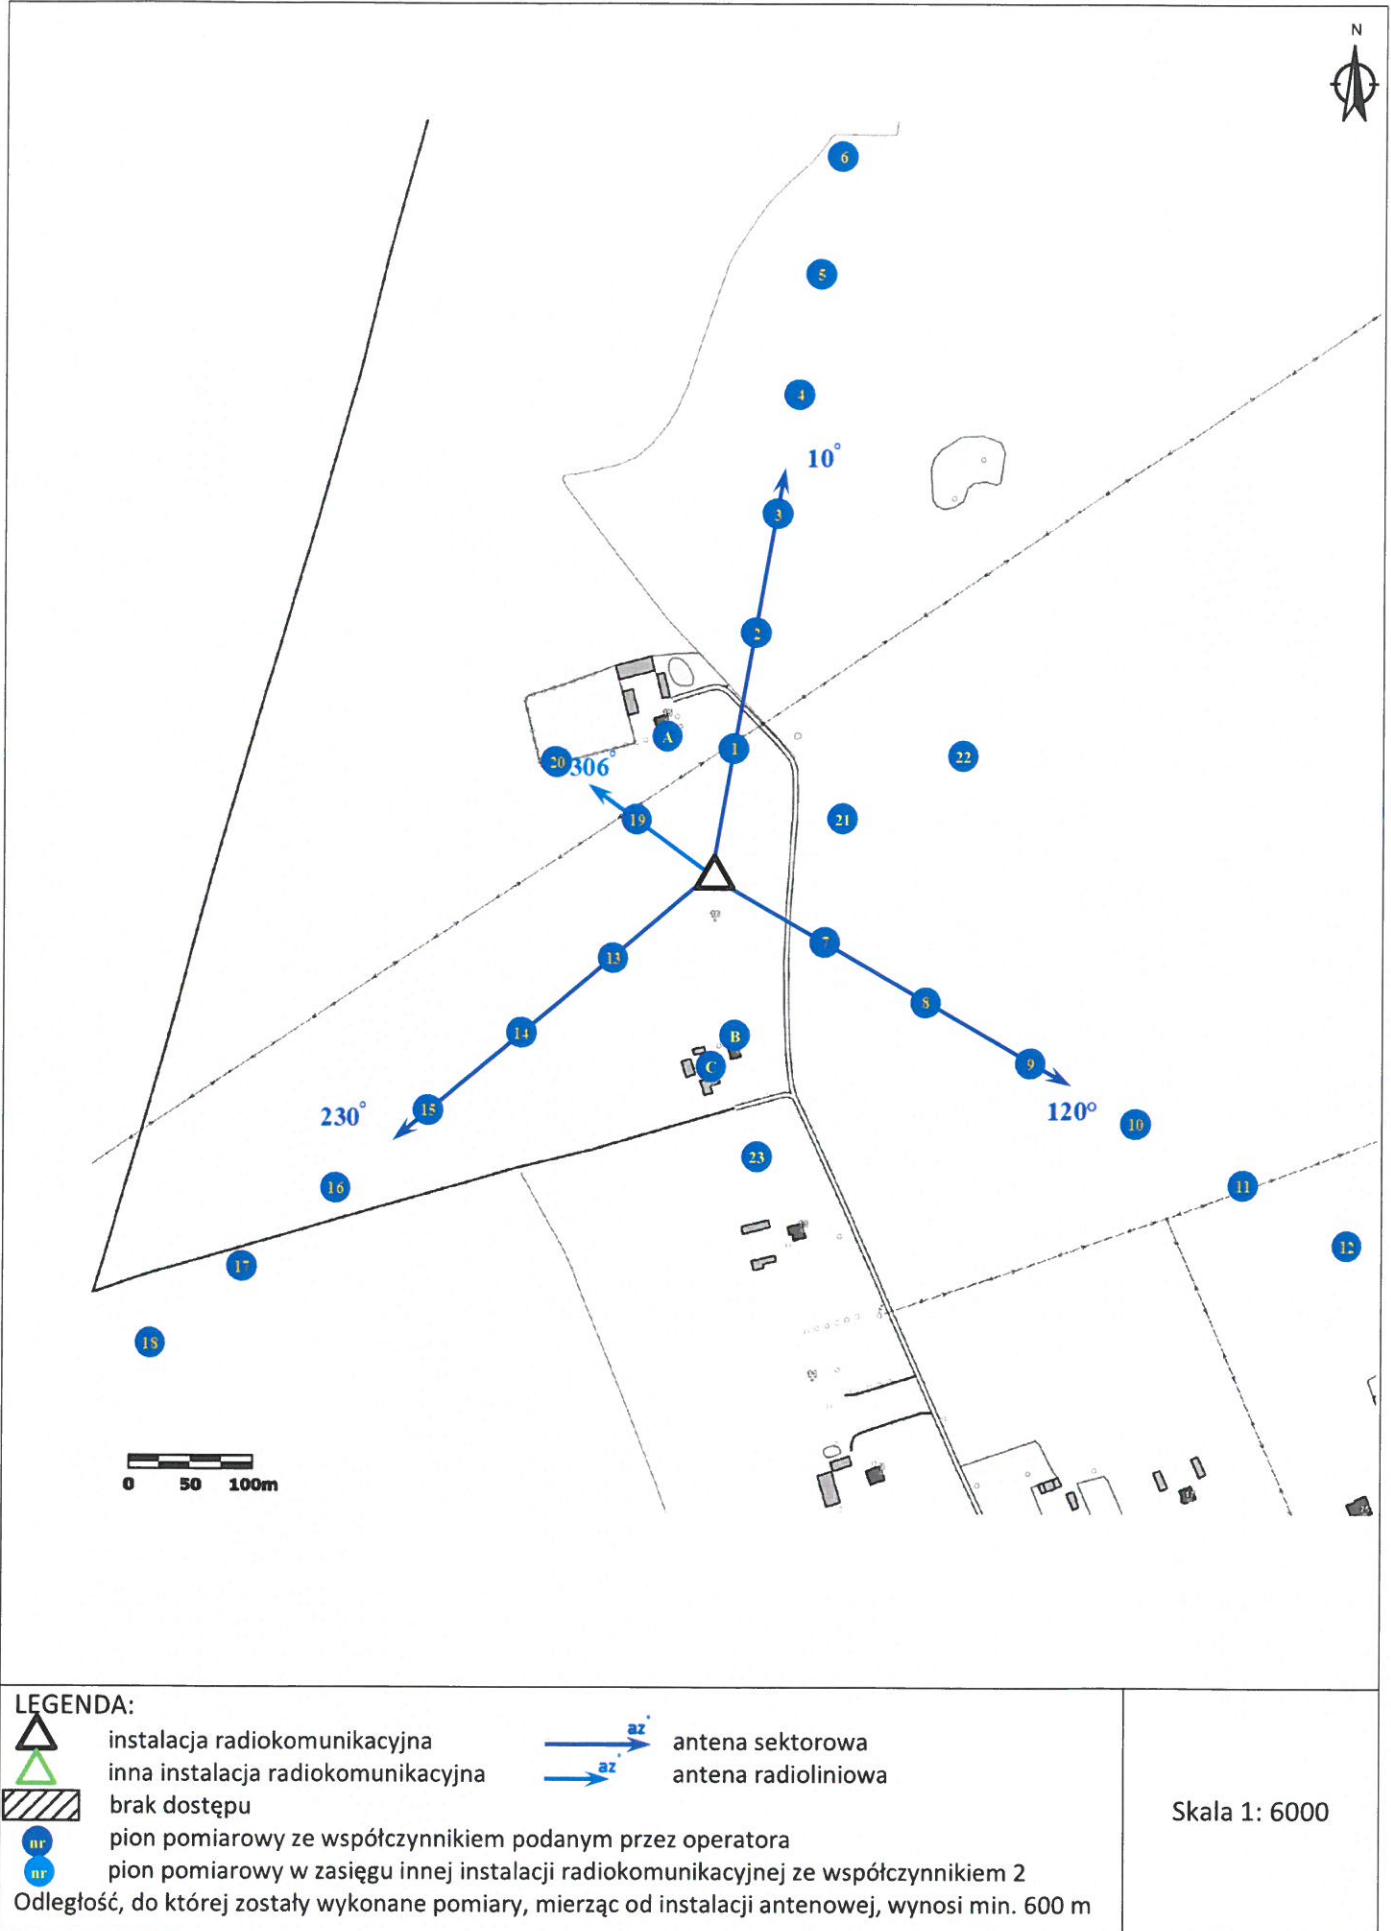 N
6
5
4
10°
3
2
A
1
20
306°
22
19
21
7
13
8
14
B
C
9
15
230°
120°
10
23
16
11
17
12
18
0 50 100m
LEGENDA:
instalacja radiokomunikacyjna
az° antena sektorowa
inna instalacja radiokomunikacyjna
az° antena radioliniowa
brak dostępu
Skala 1: 6000
nr pion pomiarowy ze współczynnikiem podanym przez operatora
nr pion pomiarowy w zasięgu innej instalacji radiokomunikacyjnej ze współczynnikiem 2
Odległość, do której zostały wykonane pomiary, mierząc od instalacji antenowej, wynosi min. 600 m